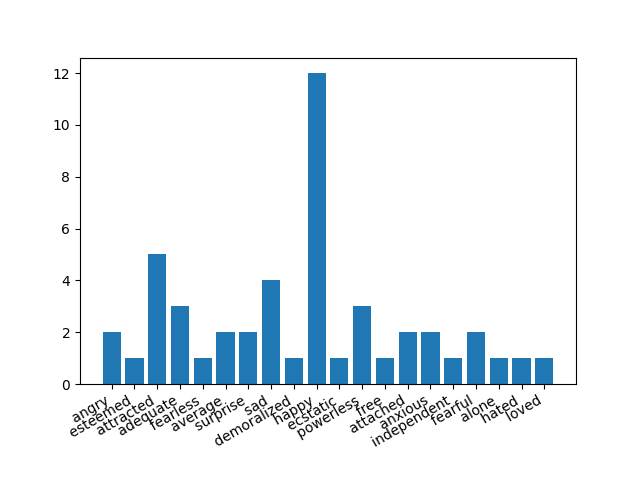 12
10
8
6
4
2
0
angry
esteemed
attracted
adequate
fearless
average
surprise
sad
demoralized
happy
ecstatic
powerless
free
attached
anxious
independent
fearful
alone
hated
loved